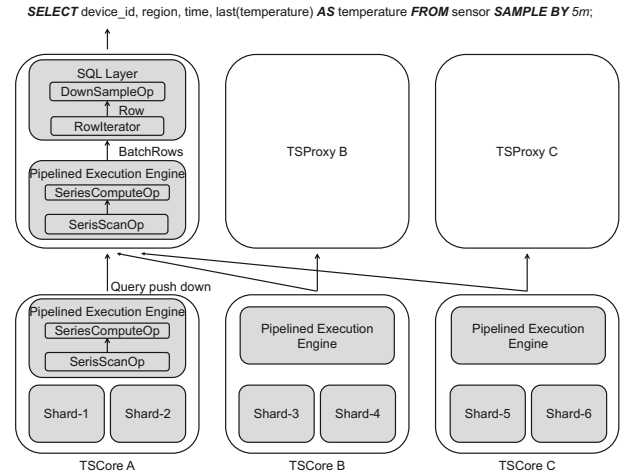 SELECT device_id, region, time, last(temperature) AS temperature FROM sensor SAMPLE BY 5m;
SQL Layer
DownSampleOp
Row
RowIterator
BatchRows
Pipelined Execution Engine
SeriesComputeOp
SerisScanOp
TSProxy B
TSProxy C
Query push down
Pipelined Execution Engine
SeriesComputeOp
SerisScanOp
Shard-1
Shard-2
TSCore A
Pipelined Execution
Engine
Shard-3
Shard-4
TSCore B
Pipelined Execution
Engine
Shard-5
Shard-6
TSCore C